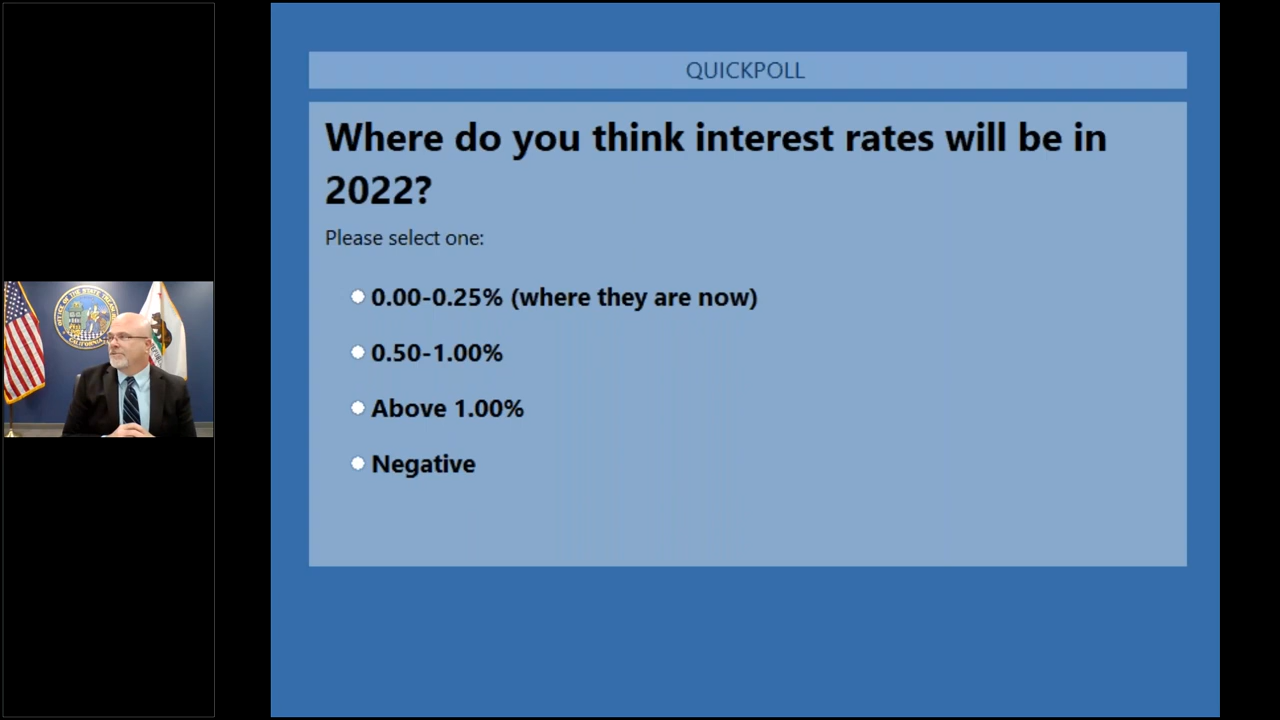 QUICKPOLL
Where do you think interest rates will be in
2022?
Please select one:
0.00-0.25% (where they are now)
0.50-1.00%
Above 1.00%
Negative